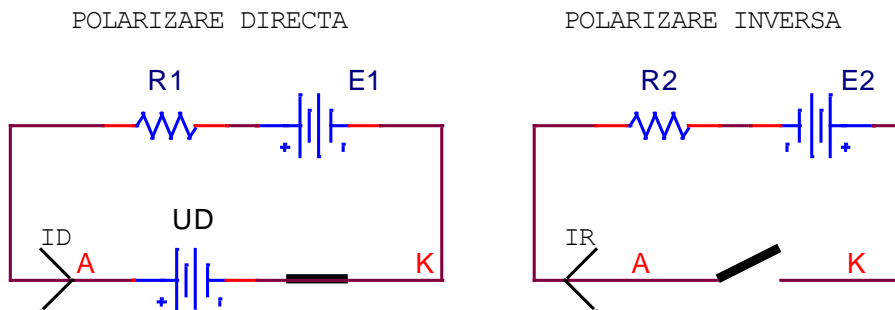 POLARIZARE DIRECTA
POLARIZARE INVERSA
R1
E1
R2
E2
+
-
-
+
UD
ID
A
K
IR
A
K
+
-